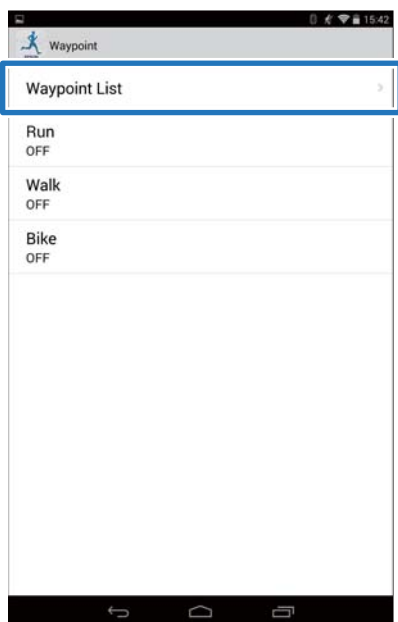 15:42
Waypoint
Waypoint List
Run
OFF
Walk
OFF
Bike
OFF